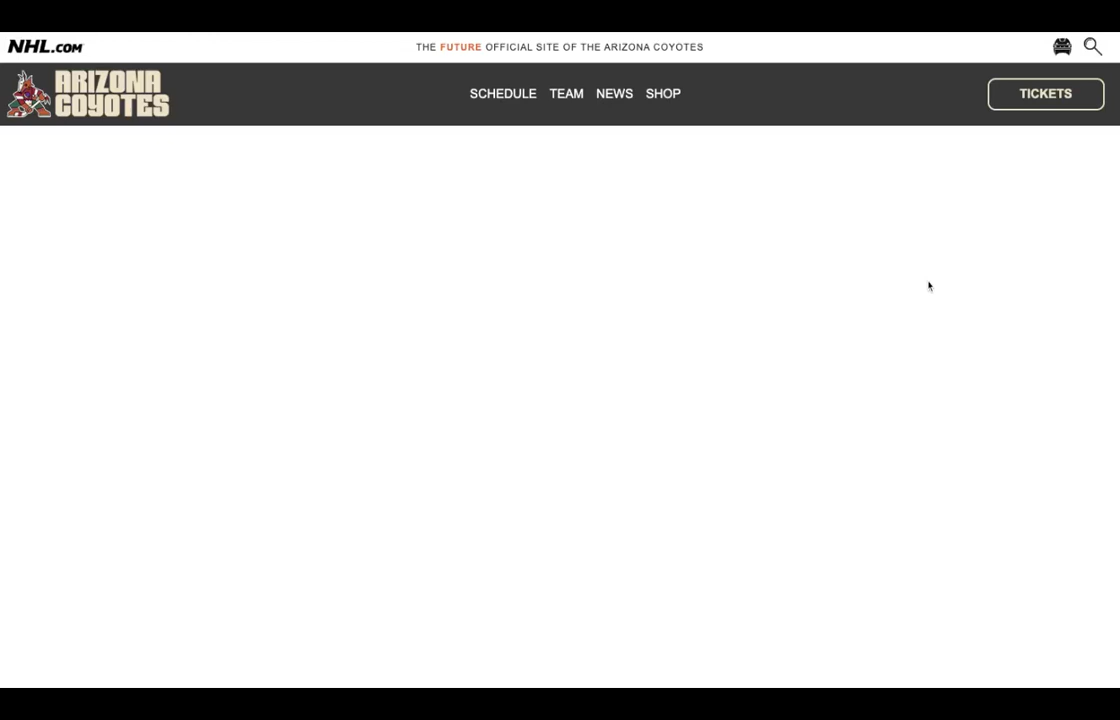 NHL.COM
THE FUTURE OFFICIAL SITE OF THE ARIZONA COYOTES
ARIZONA
COYOTES
SCHEDULE TEAM NEWS SHOP
TICKETS